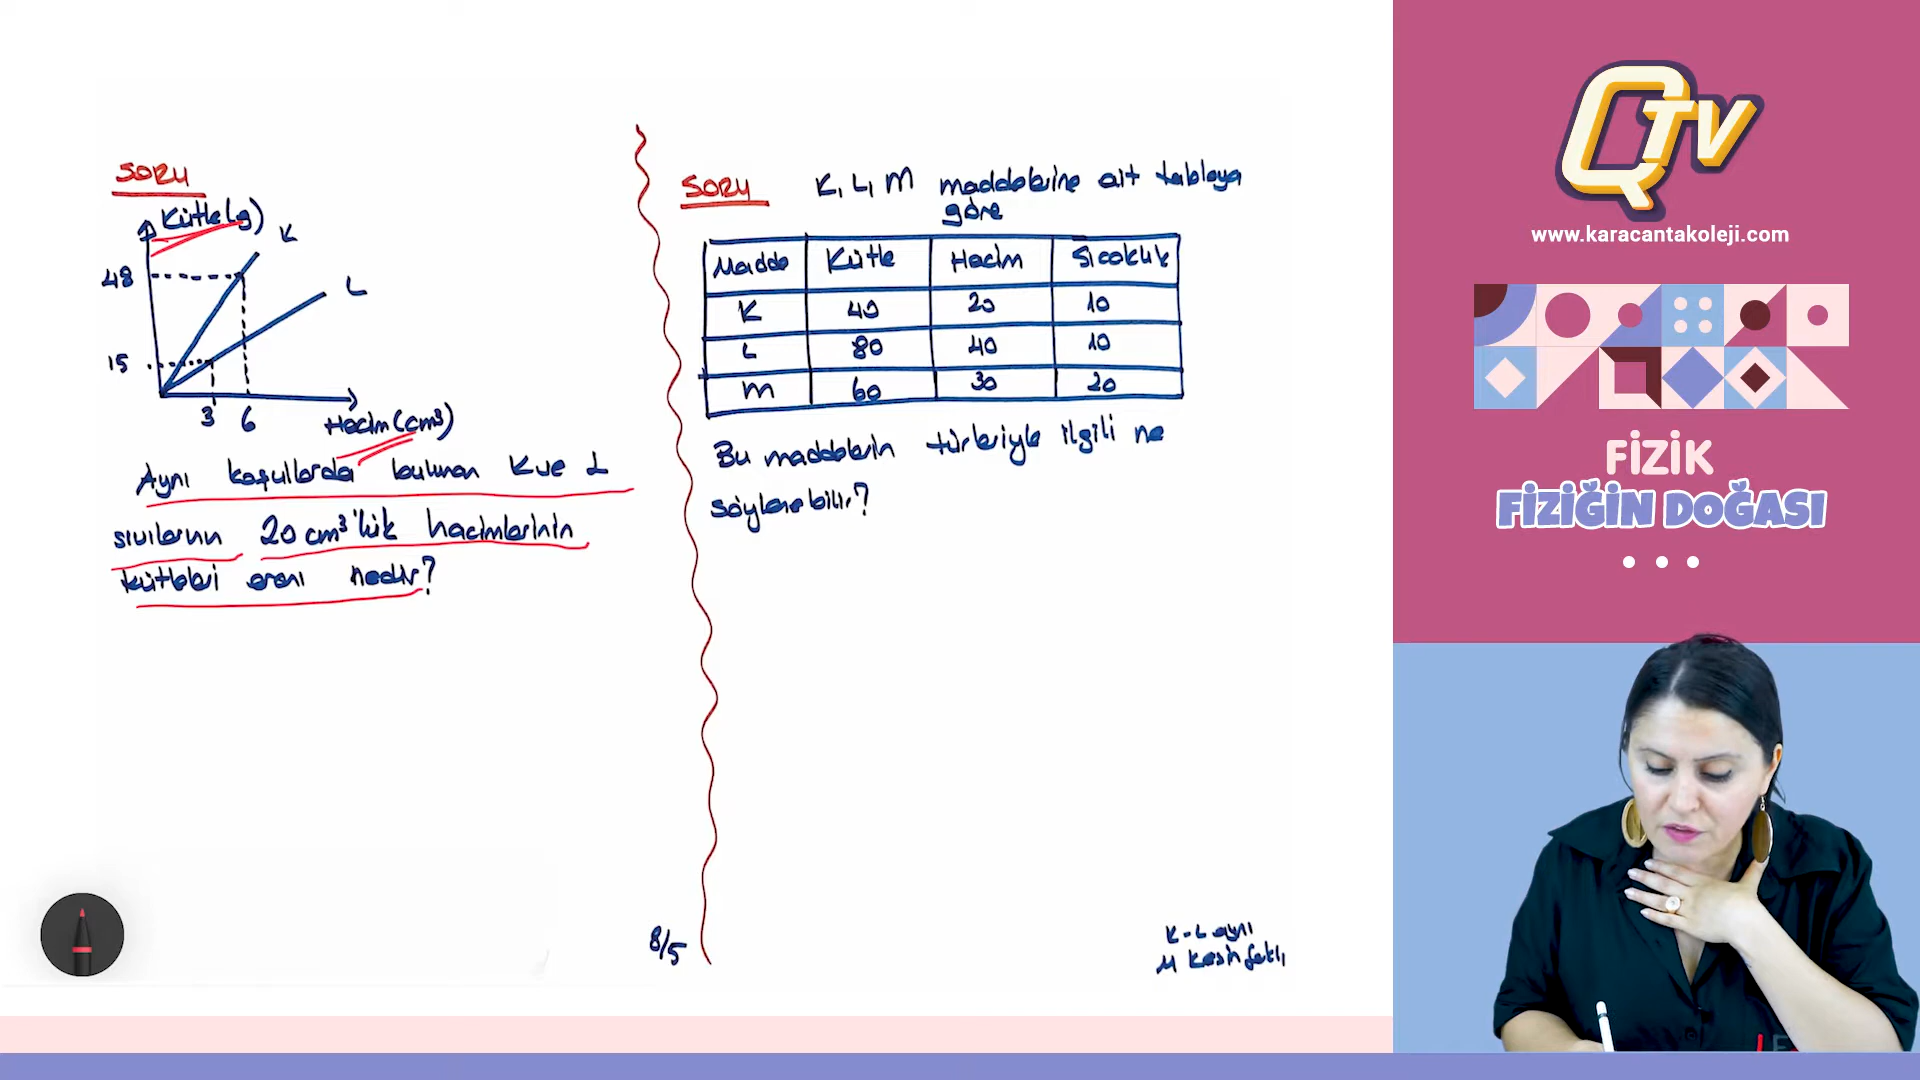 SORU
Kütle(g)
K
48
L
15
3
6
Hacim(cm³)
Aynı koşullarda bulunan K ve L
sıvılarının 20 cm³'lük hacimlerinin
kütleleri oranı nedir?
8/5
SORU K, L, M maddelerine ait tabloya
göre
Madde Kütle Hacim Sıcaklık
K 40 20 10
L 80 40 10
M 60 30 20
Bu maddelerin türleriyle ilgili ne
söylenebilir?
K-L aynı
M kesin farklı
QTV
www.karacantakoleji.com
FİZİK
FİZİĞİN DOĞASI